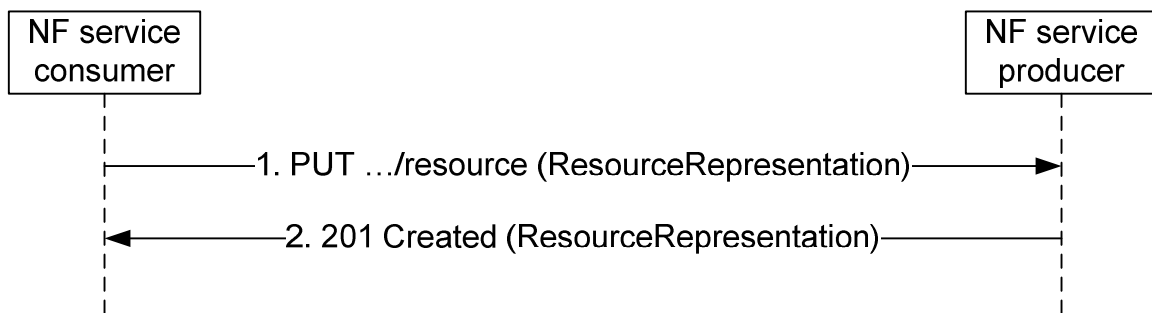 NF service
consumer
NF service
producer
1. PUT …/resource (ResourceRepresentation)
2. 201 Created (ResourceRepresentation)